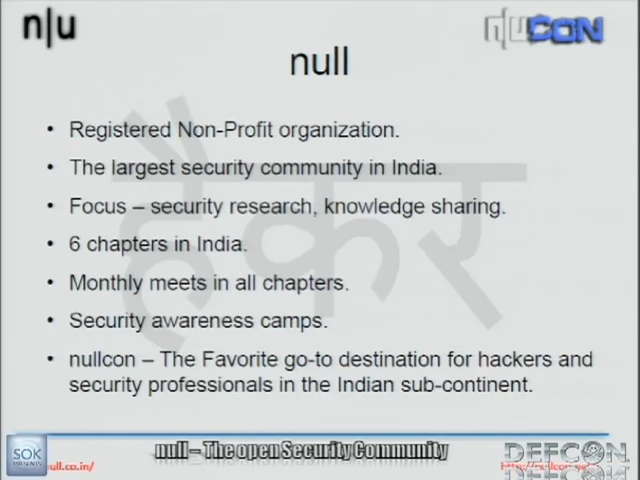 n|u
n|u CON
null
• Registered Non-Profit organization.
• The largest security community in India.
• Focus – security research, knowledge sharing.
• 6 chapters in India.
• Monthly meets in all chapters.
• Security awareness camps.
• nullcon – The Favorite go-to destination for hackers and
security professionals in the Indian sub-continent.
हैकर
null – The open Security Community
SOK
DEFCON